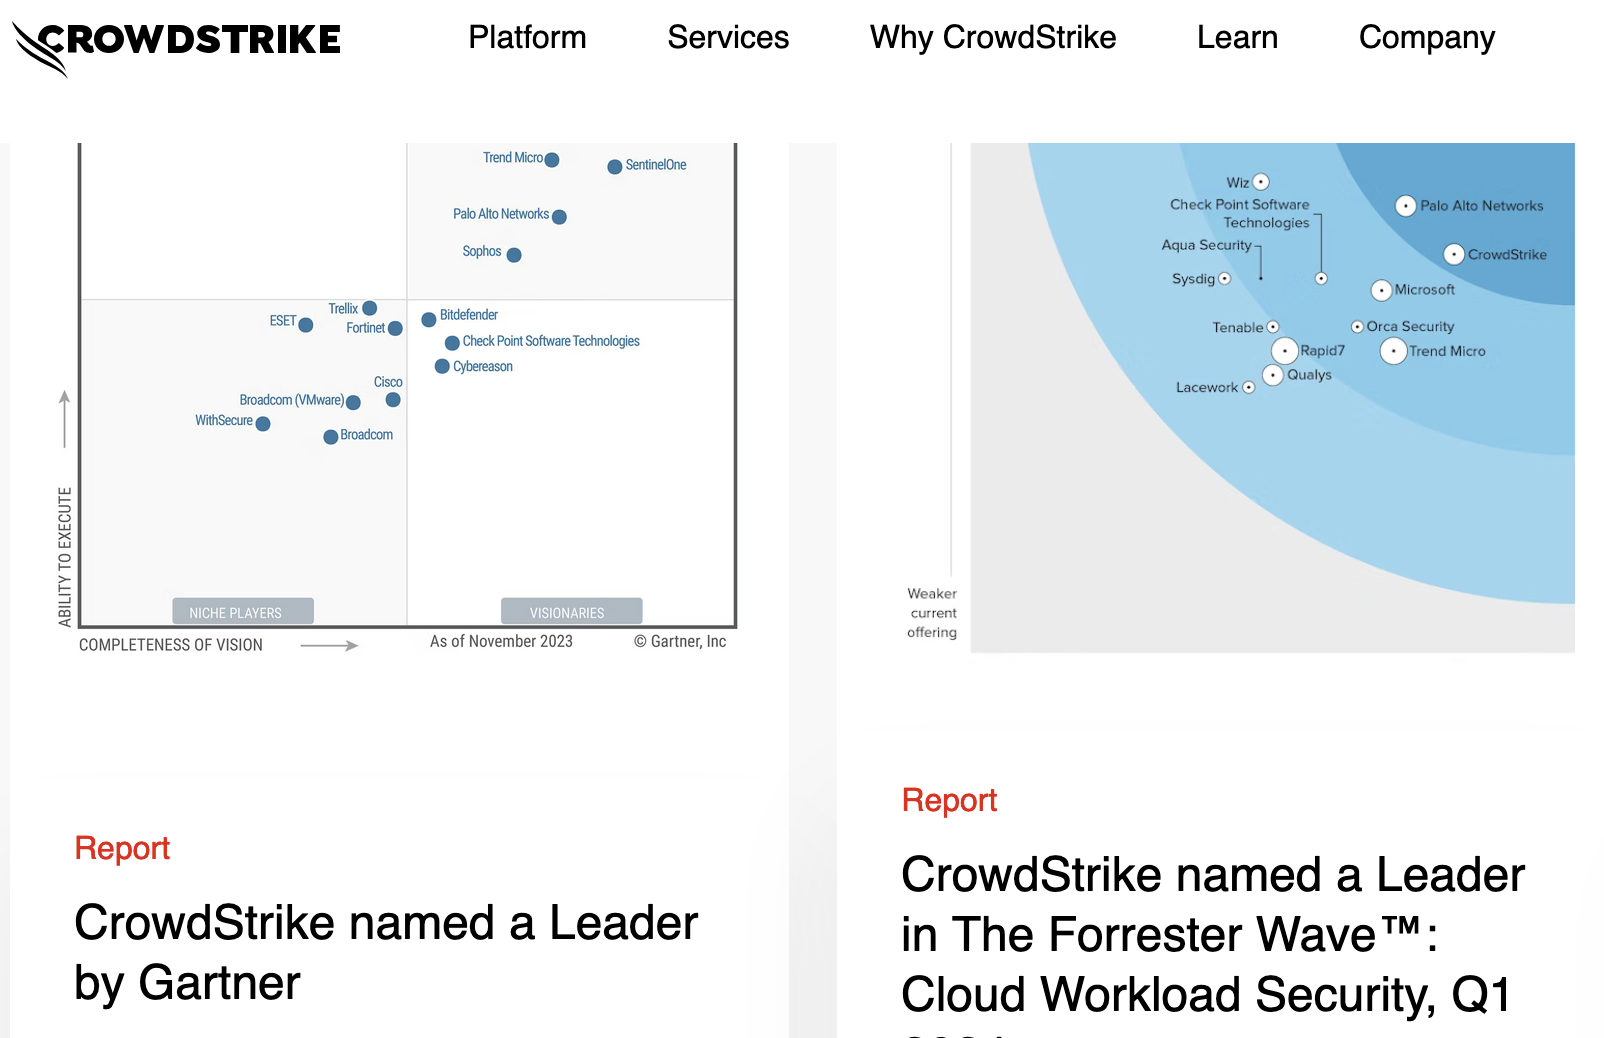 CROWDSTRIKE
Platform
Services
Why CrowdStrike
Learn
Company
Trend Micro
SentinelOne
Palo Alto Networks
Sophos
Trellix
ESET
Fortinet
Bitdefender
Check Point Software Technologies
Cybereason
Cisco
Broadcom (VMware)
WithSecure
Broadcom
ABILITY TO EXECUTE
NICHE PLAYERS
VISIONARIES
COMPLETENESS OF VISION
As of November 2023
© Gartner, Inc
Report
CrowdStrike named a Leader
by Gartner
Wiz
Check Point Software
Technologies
Palo Alto Networks
Aqua Security
CrowdStrike
Sysdig
Microsoft
Tenable
Orca Security
Rapid7
Trend Micro
Qualys
Lacework
Weaker
current
offering
Report
CrowdStrike named a Leader
in The Forrester Wave™:
Cloud Workload Security, Q1